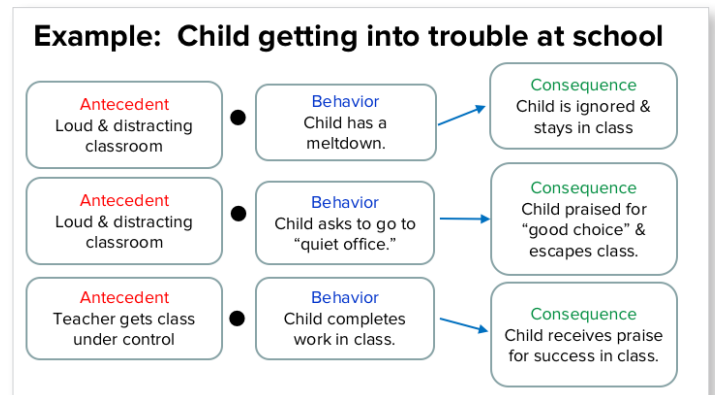 Example: Child getting into trouble at school
Antecedent
Loud & distracting
classroom
Behavior
Child has a
meltdown.
Consequence
Child is ignored &
stays in class
Antecedent
Loud & distracting
classroom
Behavior
Child asks to go to
“quiet office.”
Consequence
Child praised for
“good choice” &
escapes class.
Antecedent
Teacher gets class
under control
Behavior
Child completes
work in class.
Consequence
Child receives praise
for success in class.